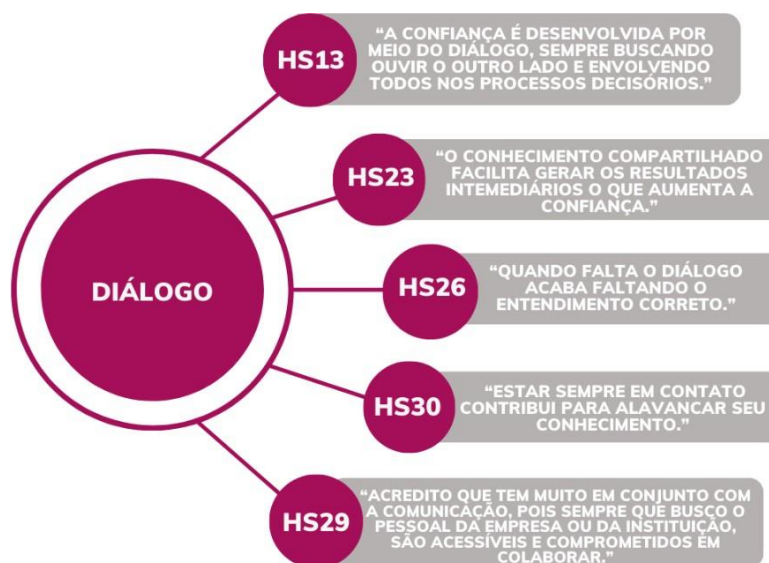 HS13
“A CONFIANÇA É DESENVOLVIDA POR
MEIO DO DIÁLOGO, SEMPRE BUSCANDO
OUVIR O OUTRO LADO E ENVOLVENDO
TODOS NOS PROCESSOS DECISÓRIOS.”
HS23
“O CONHECIMENTO COMPARTILHADO
FACILITA GERAR OS RESULTADOS
INTEMEDIÁRIOS O QUE AUMENTA A
CONFIANÇA.”
DIÁLOGO
HS26
“QUANDO FALTA O DIÁLOGO
ACABA FALTANDO O
ENTENDIMENTO CORRETO.”
HS30
“ESTAR SEMPRE EM CONTATO
CONTRIBUI PARA ALAVANCAR SEU
CONHECIMENTO.”
HS29
“ACREDITO QUE TEM MUITO EM CONJUNTO COM
A COMUNICAÇÃO, POIS SEMPRE QUE BUSCO O
PESSOAL DA EMPRESA OU DA INSTITUIÇÃO,
SÃO ACESSÍVEIS E COMPROMETIDOS EM
COLABORAR.”